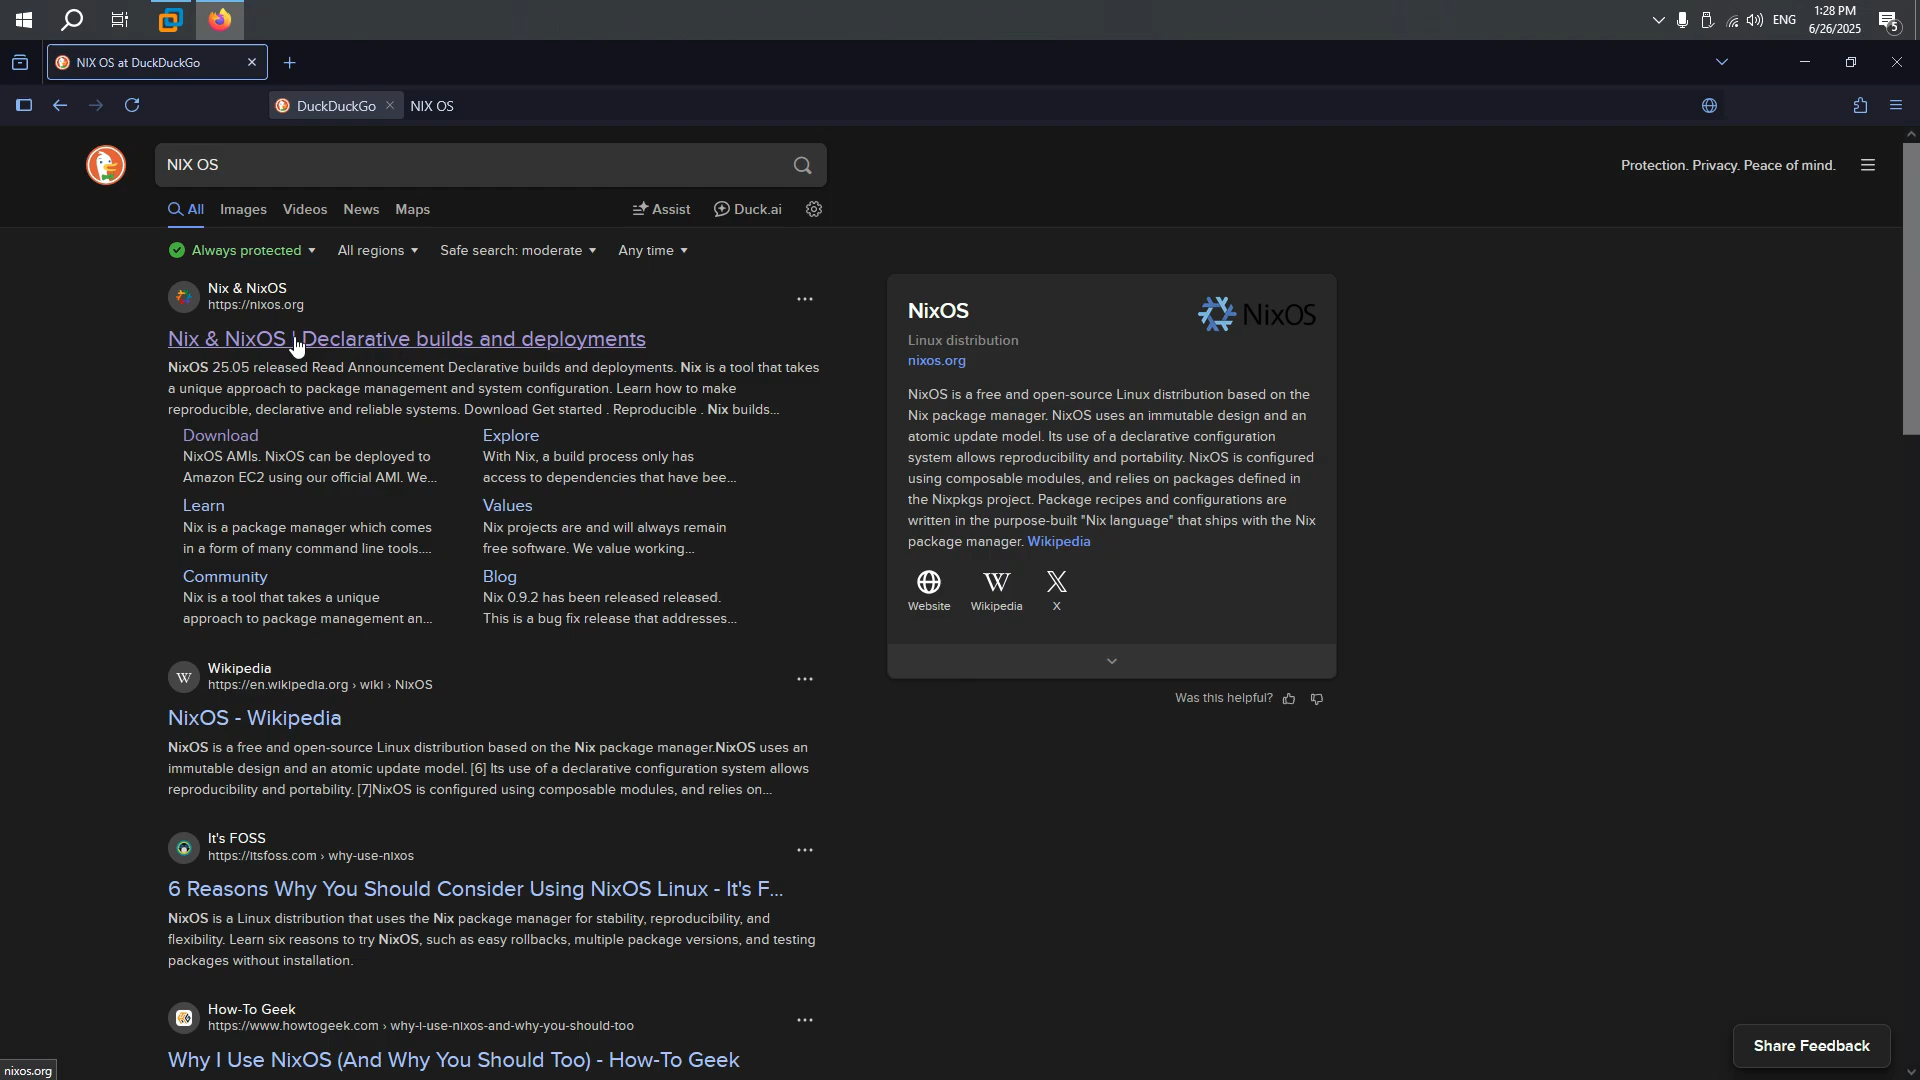 ENG
1:28 PM
6/26/2025
5
NIX OS at DuckDuckGo
DuckDuckGo NIX OS
NIX OS
Protection. Privacy. Peace of mind.
All Images Videos News Maps Assist Duck.ai
Always protected All regions Safe search: moderate Any time
Nix & NixOS
https://nixos.org
Nix & NixOS | Declarative builds and deployments
NixOS 25.05 released Read Announcement Declarative builds and deployments. Nix is a tool that takes
a unique approach to package management and system configuration. Learn how to make
reproducible, declarative and reliable systems. Download Get started . Reproducible . Nix builds...
Download
NixOS AMIs. NixOS can be deployed to
Amazon EC2 using our official AMI. We...
Explore
With Nix, a build process only has
access to dependencies that have bee...
Learn
Nix is a package manager which comes
in a form of many command line tools....
Values
Nix projects are and will always remain
free software. We value working...
Community
Nix is a tool that takes a unique
approach to package management an...
Blog
Nix 0.9.2 has been released released.
This is a bug fix release that addresses...
W
Wikipedia
https://en.wikipedia.org › wiki › NixOS
NixOS - Wikipedia
NixOS is a free and open-source Linux distribution based on the Nix package manager.NixOS uses an
immutable design and an atomic update model. [6] Its use of a declarative configuration system allows
reproducibility and portability. [7]NixOS is configured using composable modules, and relies on...
It's FOSS
https://itsfoss.com › why-use-nixos
6 Reasons Why You Should Consider Using NixOS Linux - It's F...
NixOS is a Linux distribution that uses the Nix package manager for stability, reproducibility, and
flexibility. Learn six reasons to try NixOS, such as easy rollbacks, multiple package versions, and testing
packages without installation.
How-To Geek
https://www.howtogeek.com › why-i-use-nixos-and-why-you-should-too
Why I Use NixOS (And Why You Should Too) - How-To Geek
NixOS
NixOS
Linux distribution
nixos.org
NixOS is a free and open-source Linux distribution based on the
Nix package manager. NixOS uses an immutable design and an
atomic update model. Its use of a declarative configuration
system allows reproducibility and portability. NixOS is configured
using composable modules, and relies on packages defined in
the Nixpkgs project. Package recipes and configurations are
written in the purpose-built "Nix language" that ships with the Nix
package manager. Wikipedia
W
Website Wikipedia X
Was this helpful?
Share Feedback
nixos.org